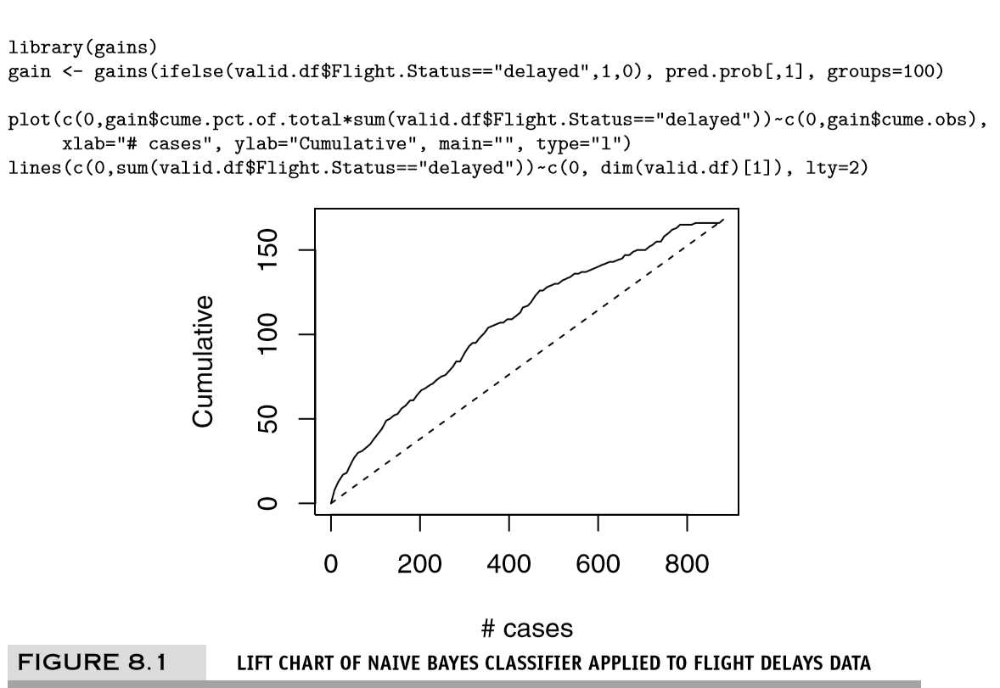 library(gains)
gain <- gains(ifelse(valid.df$Flight.Status=="delayed",1,0), pred.prob[,1], groups=100)
plot(c(0,gain$cume.pct.of.total*sum(valid.df$Flight.Status=="delayed"))~c(0,gain$cume.obs),
xlab="# cases", ylab="Cumulative", main="", type="l")
lines(c(0,sum(valid.df$Flight.Status=="delayed"))~c(0, dim(valid.df)[1]), lty=2)
Cumulative
150
100
50
0
0 200 400 600 800
# cases
FIGURE 8.1 LIFT CHART OF NAIVE BAYES CLASSIFIER APPLIED TO FLIGHT DELAYS DATA